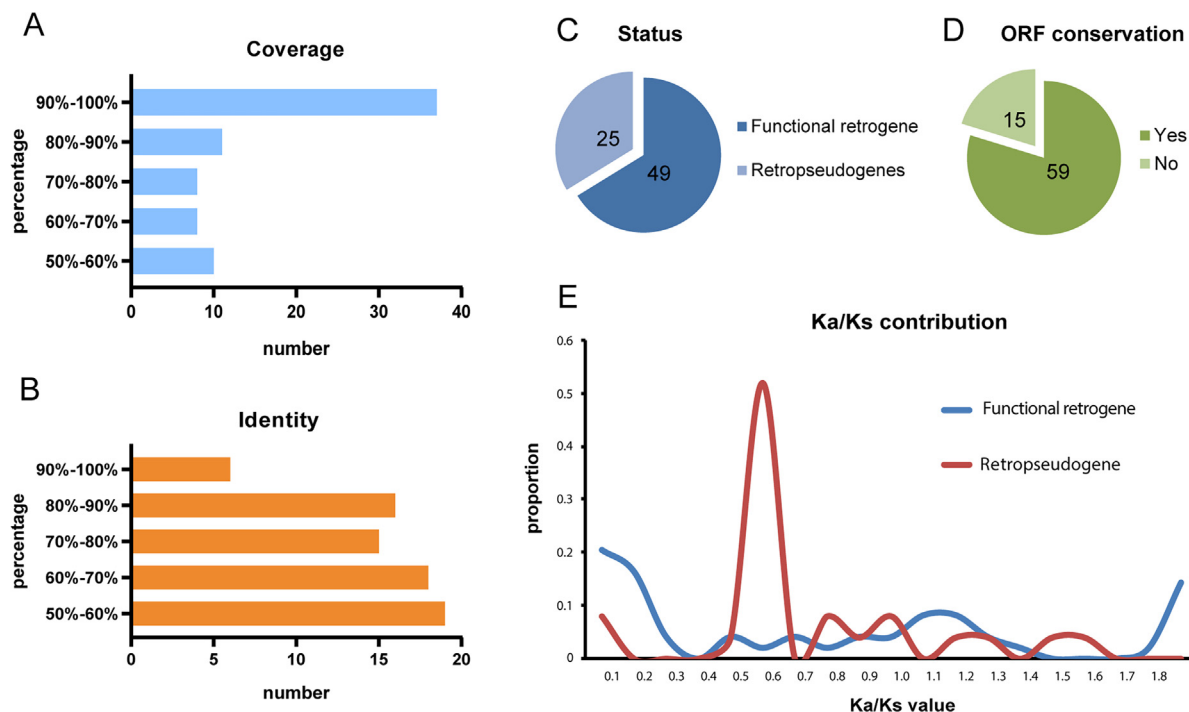 A
Coverage
percentage
90%-100%
80%-90%
70%-80%
60%-70%
50%-60%
0 10 20 30 40
number
B
Identity
percentage
90%-100%
80%-90%
70%-80%
60%-70%
50%-60%
0 5 10 15 20
number
C Status
25
49
Functional retrogene
Retropseudogenes
D ORF conservation
15
59
Yes
No
E
Ka/Ks contribution
proportion
0.6
0.5
0.4
0.3
0.2
0.1
0
Functional retrogene
Retropseudogene
0.1 0.2 0.3 0.4 0.5 0.6 0.7 0.8 0.9 1.0 1.1 1.2 1.3 1.4 1.5 1.6 1.7 1.8
Ka/Ks value